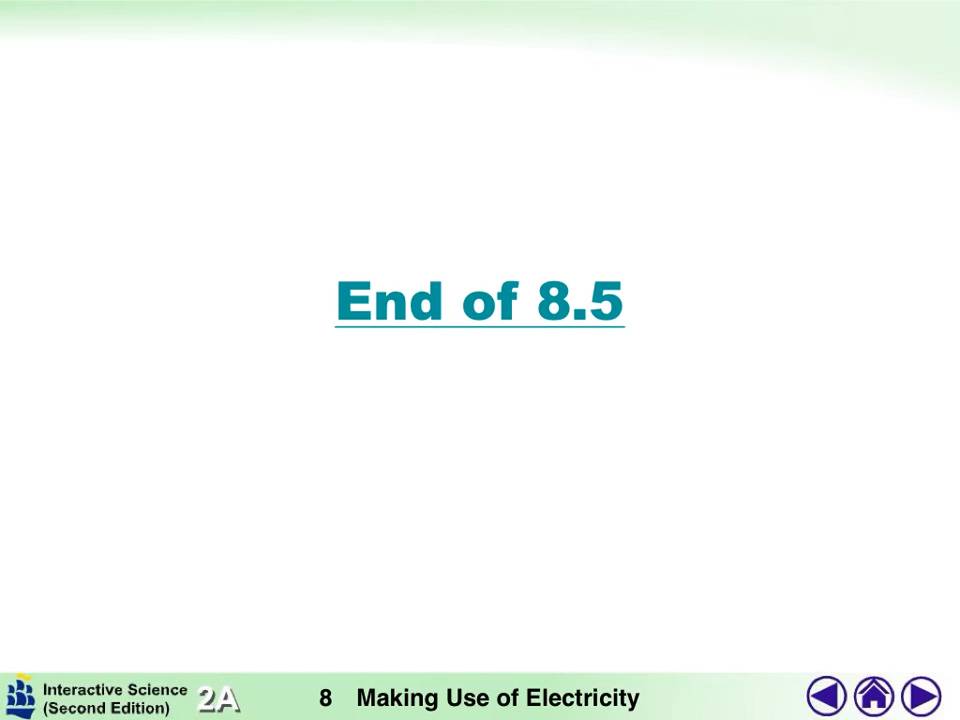 End of 8.5
Interactive Science
(Second Edition)
2A
8 Making Use of Electricity